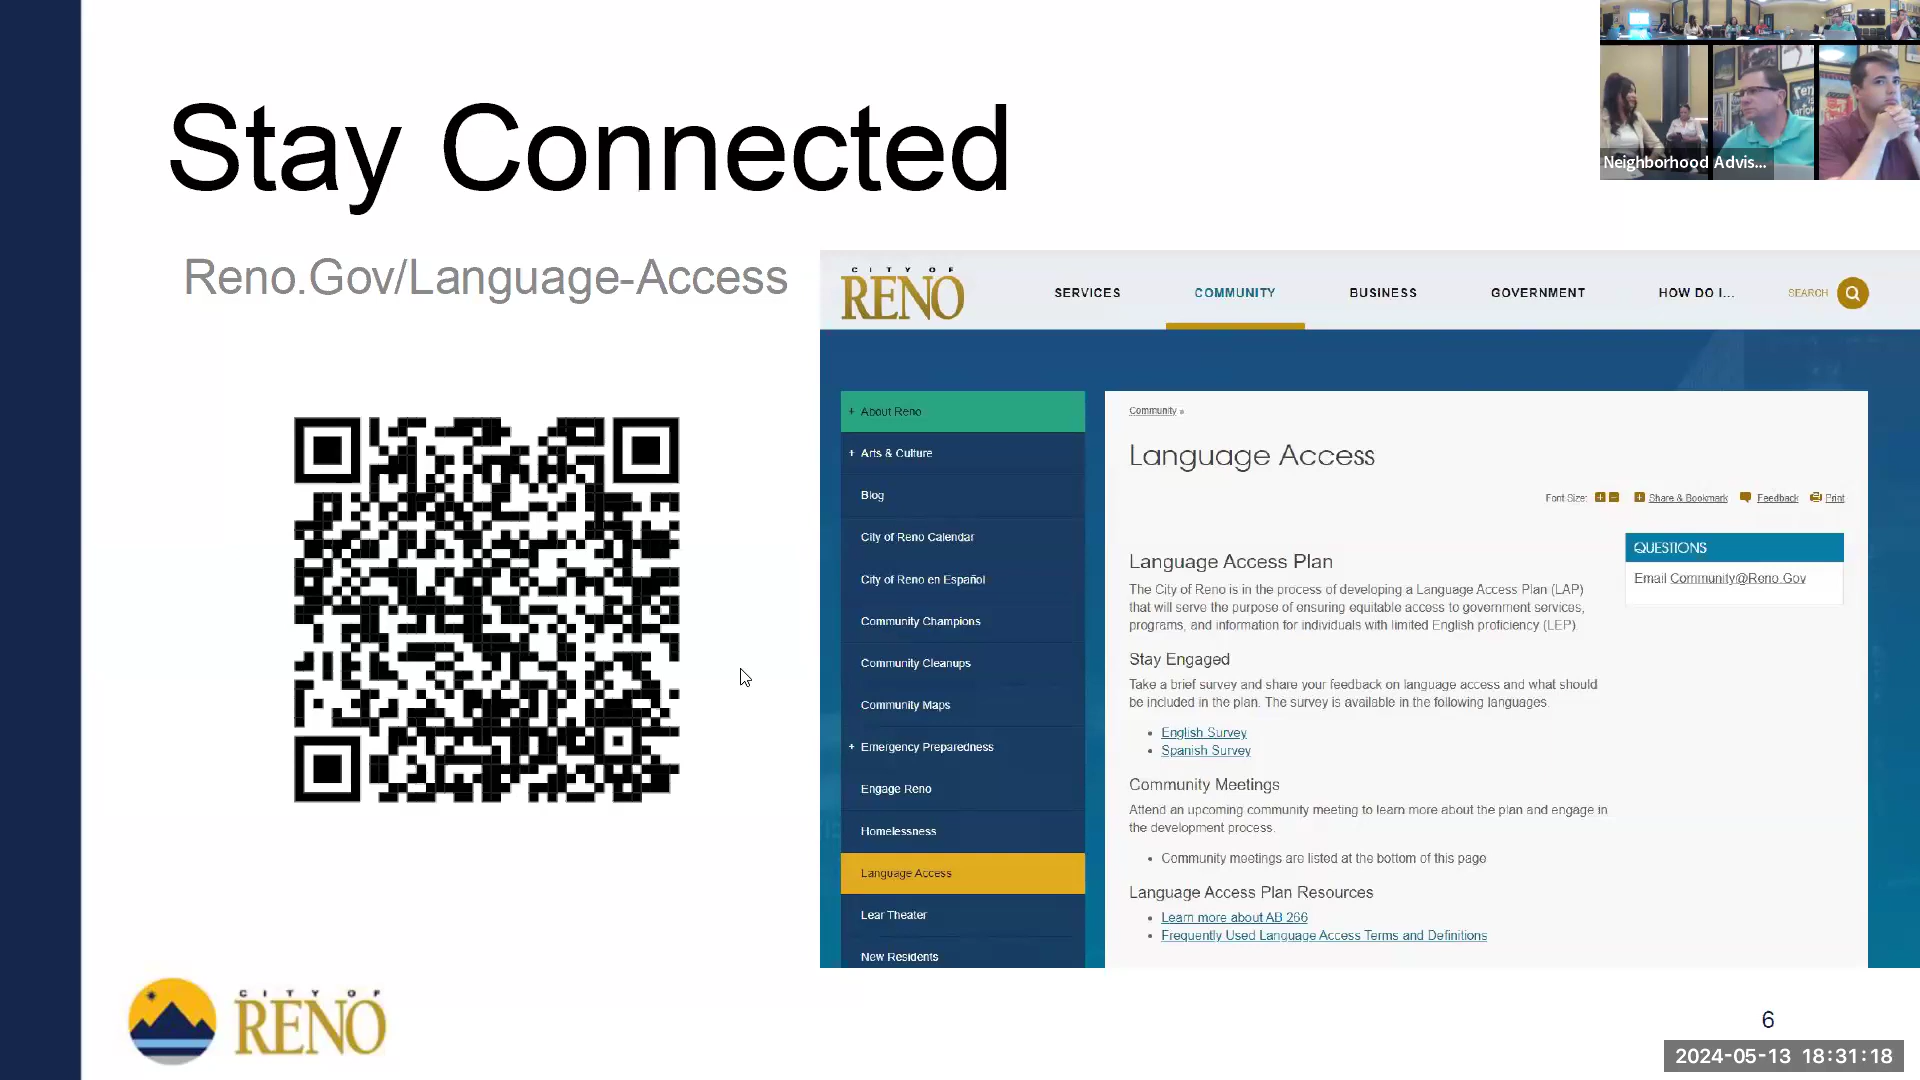 Stay Connected
Reno.Gov/Language-Access
Neighborhood Advis...
CITY OF
RENO
SERVICES
COMMUNITY
BUSINESS
GOVERNMENT
HOW DO I...
SEARCH
+ About Reno
+ Arts & Culture
Blog
City of Reno Calendar
City of Reno en Español
Community Champions
Community Cleanups
Community Maps
+ Emergency Preparedness
Engage Reno
Homelessness
Language Access
Lear Theater
New Residents
Community »
Language Access
Font Size: + − + Share & Bookmark Feedback Print
Language Access Plan
The City of Reno is in the process of developing a Language Access Plan (LAP)
that will serve the purpose of ensuring equitable access to government services,
programs, and information for individuals with limited English proficiency (LEP).
Stay Engaged
Take a brief survey and share your feedback on language access and what should
be included in the plan. The survey is available in the following languages.
• English Survey
• Spanish Survey
Community Meetings
Attend an upcoming community meeting to learn more about the plan and engage in
the development process.
• Community meetings are listed at the bottom of this page
Language Access Plan Resources
• Learn more about AB 266
• Frequently Used Language Access Terms and Definitions
QUESTIONS
Email Community@Reno.Gov
CITY OF
RENO
6
2024-05-13 18:31:18